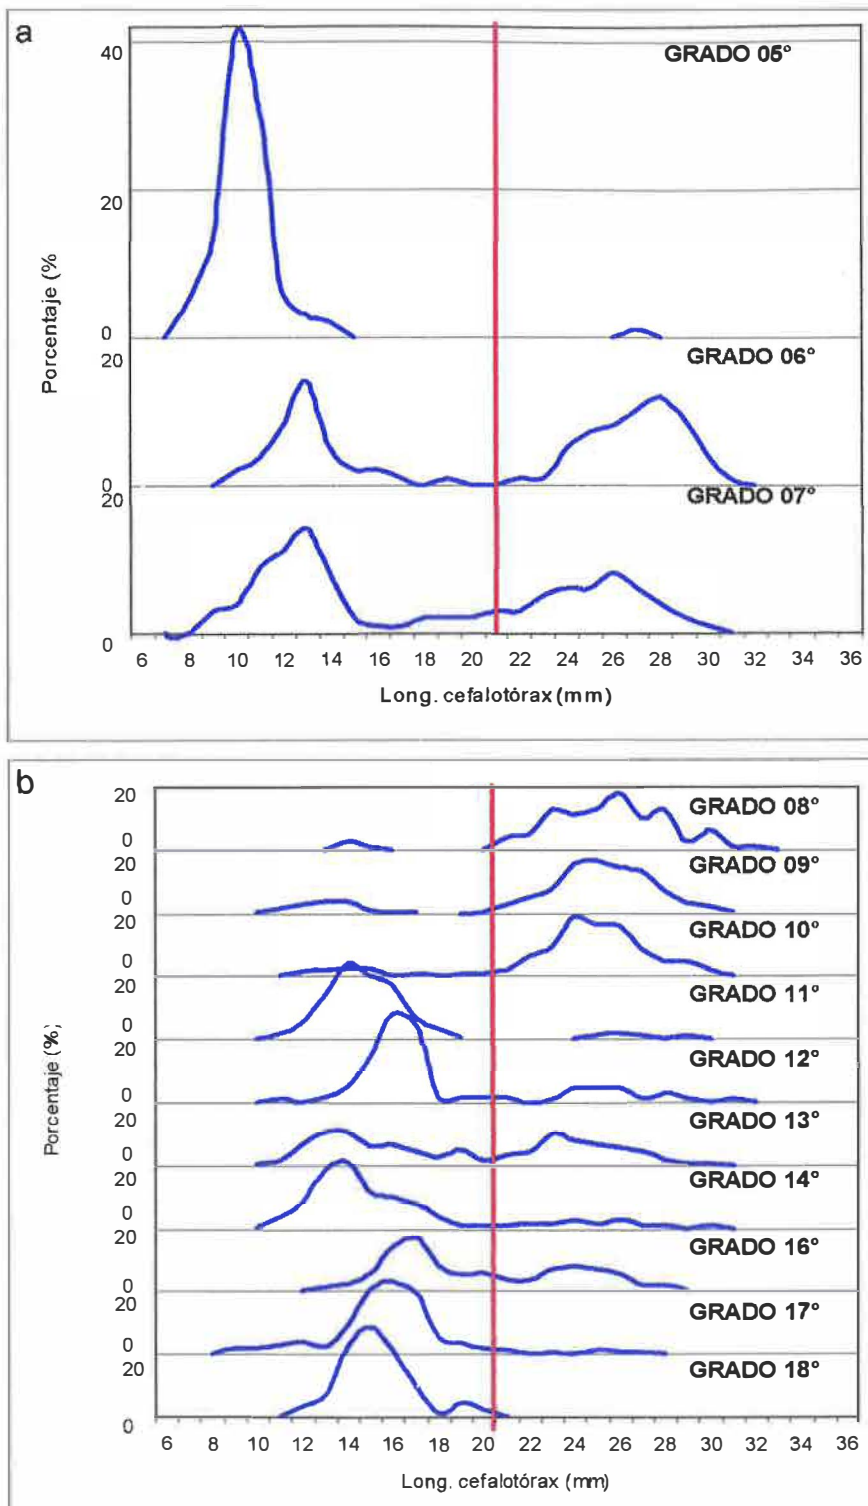 a
40
GRADO 05°
20
Porcentaje (%
0
20
GRADO 06°
0
20
GRADO 07°
0
6 8 10 12 14 16 18 20 22 24 26 28 30 32 34 36
Long. cefalotórax (mm)
b
20
GRADO 08°
0
20
GRADO 09°
0
20
GRADO 10°
0
20
GRADO 11°
0
20
GRADO 12°
0
Porcentaje (%)
20
GRADO 13°
0
20
GRADO 14°
0
20
GRADO 16°
0
20
GRADO 17°
0
20
GRADO 18°
0
6 8 10 12 14 16 18 20 22 24 26 28 30 32 34 36
Long. cefalotórax (mm)